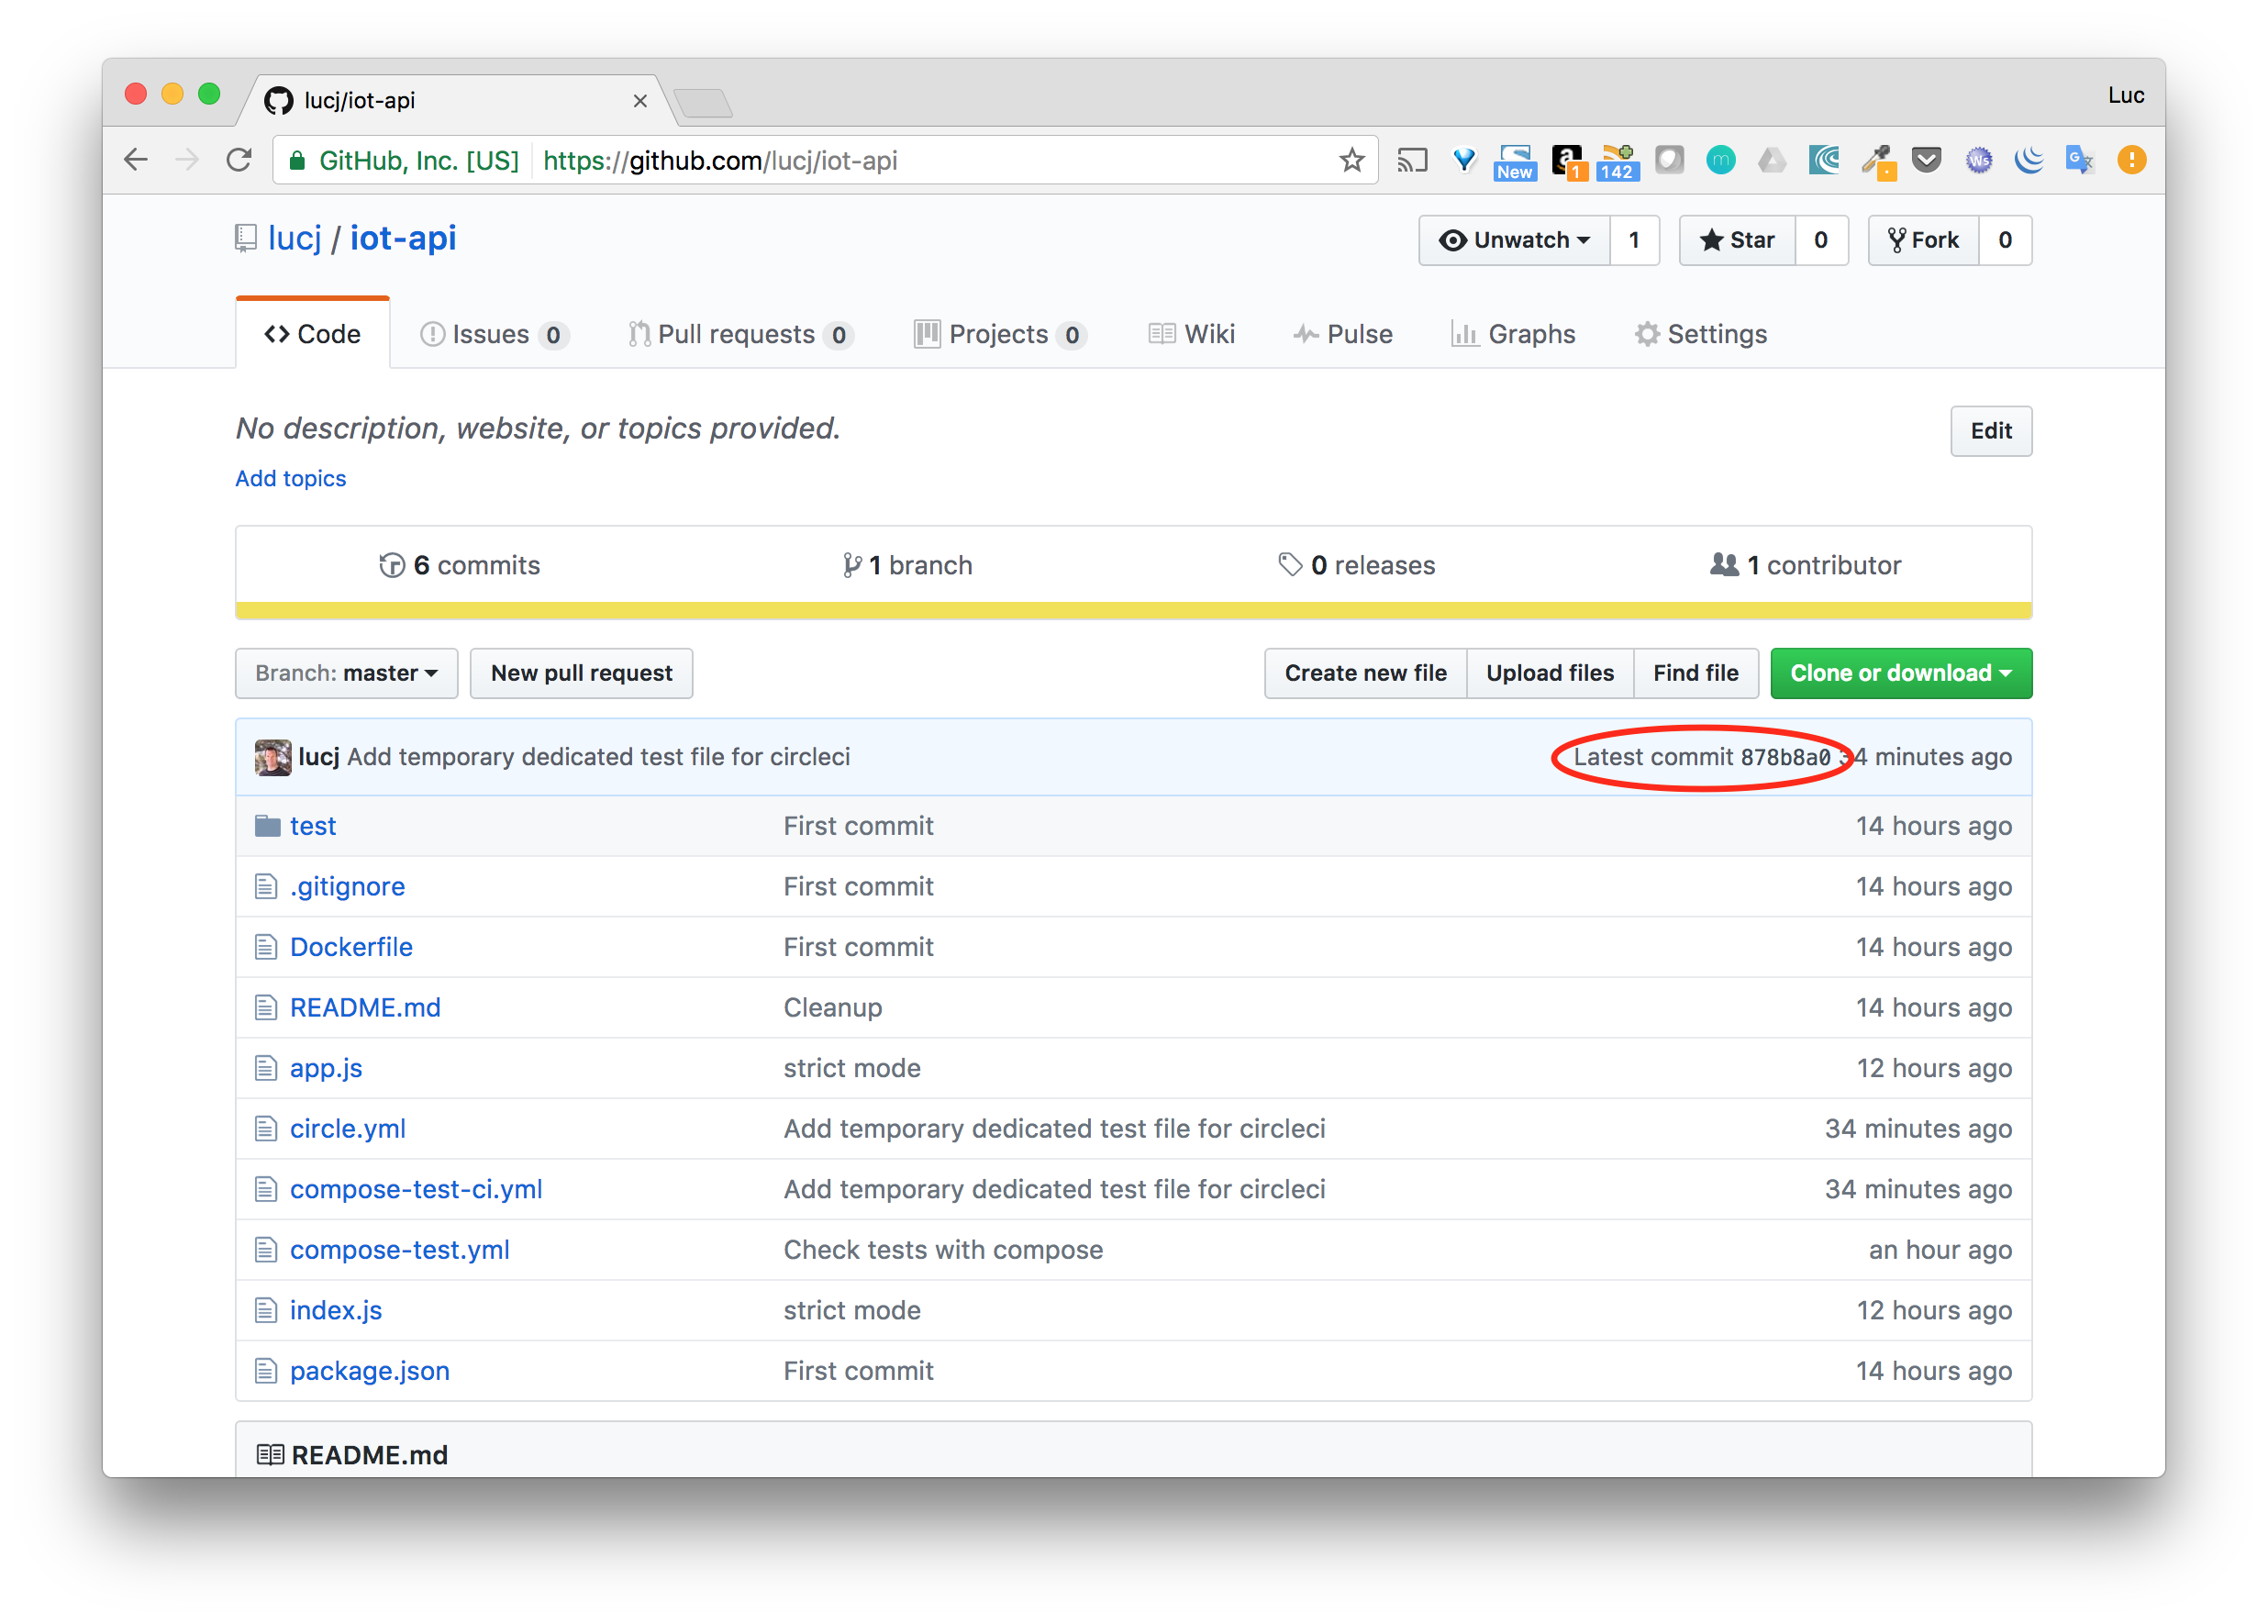 lucj/iot-api
Luc
GitHub, Inc. [US] https://github.com/lucj/iot-api
New
a 1
142
m
Ws
G
lucj / iot-api
Unwatch 1 Star 0 Fork 0
Code Issues 0 Pull requests 0 Projects 0 Wiki Pulse Graphs Settings
No description, website, or topics provided.
Edit
Add topics
6 commits 1 branch 0 releases 1 contributor
Branch: master New pull request Create new file Upload files Find file Clone or download
lucj Add temporary dedicated test file for circleci Latest commit 878b8a0 34 minutes ago
test First commit 14 hours ago
.gitignore First commit 14 hours ago
Dockerfile First commit 14 hours ago
README.md Cleanup 14 hours ago
app.js strict mode 12 hours ago
circle.yml Add temporary dedicated test file for circleci 34 minutes ago
compose-test-ci.yml Add temporary dedicated test file for circleci 34 minutes ago
compose-test.yml Check tests with compose an hour ago
index.js strict mode 12 hours ago
package.json First commit 14 hours ago
README.md